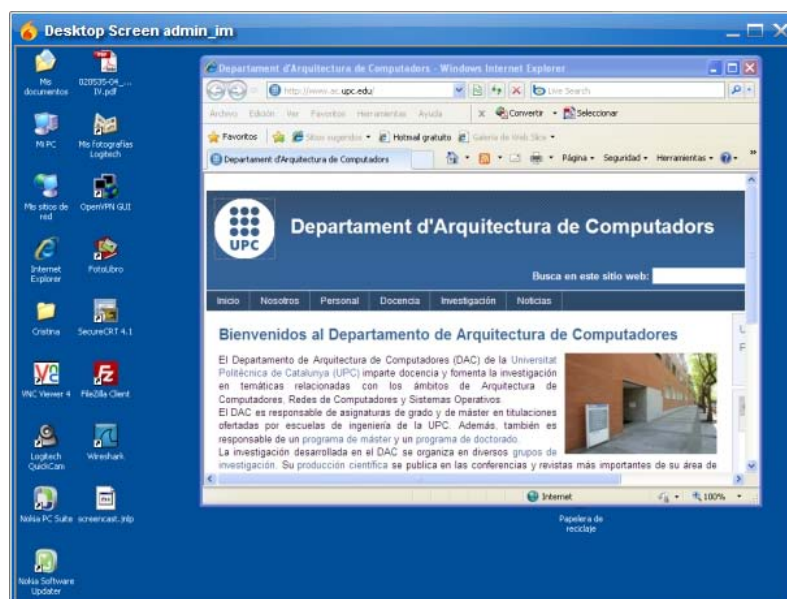 Desktop Screen admin_im
Mis documentos
020535-04_... IV.pdf
Mi PC
Mis fotografías Logitech
Mis sitios de red
OpenVPN GUI
Internet Explorer
FotoLibro
Cristina
SecureCRT 4.1
VNC Viewer 4
FileZilla Client
Logitech QuickCam
Wireshark
Nokia PC Suite
screencast.jnlp
Nokia Software Updater
Departament d'Arquitectura de Computadors - Windows Internet Explorer
http://www.ac.upc.edu/
Live Search
Archivo Edición Ver Favoritos Herramientas Ayuda x Convertir Seleccionar
Favoritos Sitios sugeridos Hotmail gratuito Galería de Web Slice
Departament d'Arquitectura de Computadors Página Seguridad Herramientas
UPC
Departament d'Arquitectura de Computadors
Busca en este sitio web:
Inicio Nosotros Personal Docencia Investigación Noticias
Bienvenidos al Departamento de Arquitectura de Computadores
El Departamento de Arquitectura de Computadores (DAC) de la Universitat
Politècnica de Catalunya (UPC) imparte docencia y fomenta la investigación
en temáticas relacionadas con los ámbitos de Arquitectura de
Computadores, Redes de Computadores y Sistemas Operativos.
El DAC es responsable de asignaturas de grado y de máster en titulaciones
ofertadas por escuelas de ingeniería de la UPC. Además, también es
responsable de un programa de máster y un programa de doctorado.
La investigación desarrollada en el DAC se organiza en diversos grupos de
investigación. Su producción científica se publica en las conferencias y revistas más importantes de su área de
Internet
100%
Papelera de reciclaje